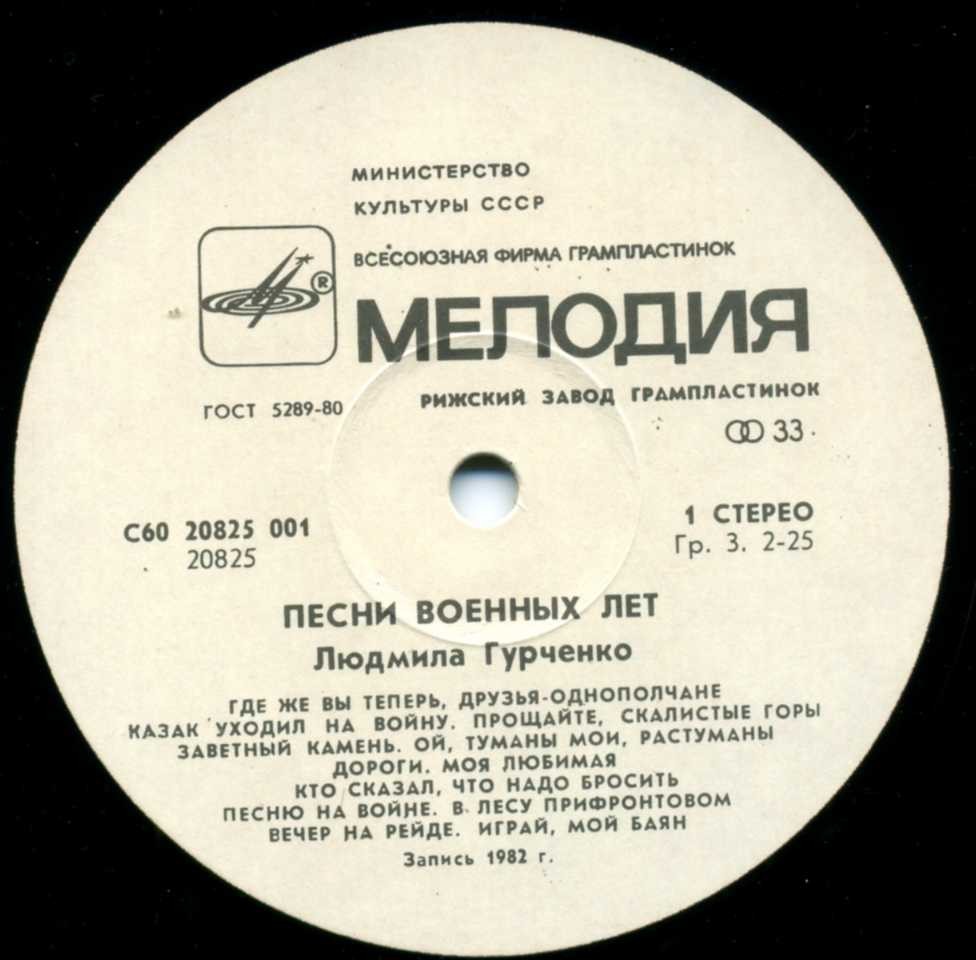 МИНИСТЕРСТВО
КУЛЬТУРЫ СССР
ВСЕСОЮЗНАЯ ФИРМА ГРАМПЛАСТИНОК
®
МЕЛОДИЯ
ГОСТ 5289-80
РИЖСКИЙ ЗАВОД ГРАМПЛАСТИНОК
33
С60 20825 001
20825
1 СТЕРЕО
Гр. 3. 2-25
ПЕСНИ ВОЕННЫХ ЛЕТ
Людмила Гурченко
ГДЕ ЖЕ ВЫ ТЕПЕРЬ, ДРУЗЬЯ-ОДНОПОЛЧАНЕ
КАЗАК УХОДИЛ НА ВОЙНУ. ПРОЩАЙТЕ, СКАЛИСТЫЕ ГОРЫ
ЗАВЕТНЫЙ КАМЕНЬ. ОЙ, ТУМАНЫ МОИ, РАСТУМАНЫ
ДОРОГИ. МОЯ ЛЮБИМАЯ
КТО СКАЗАЛ, ЧТО НАДО БРОСИТЬ
ПЕСНЮ НА ВОЙНЕ. В ЛЕСУ ПРИФРОНТОВОМ
ВЕЧЕР НА РЕЙДЕ. ИГРАЙ, МОЙ БАЯН
Запись 1982 г.